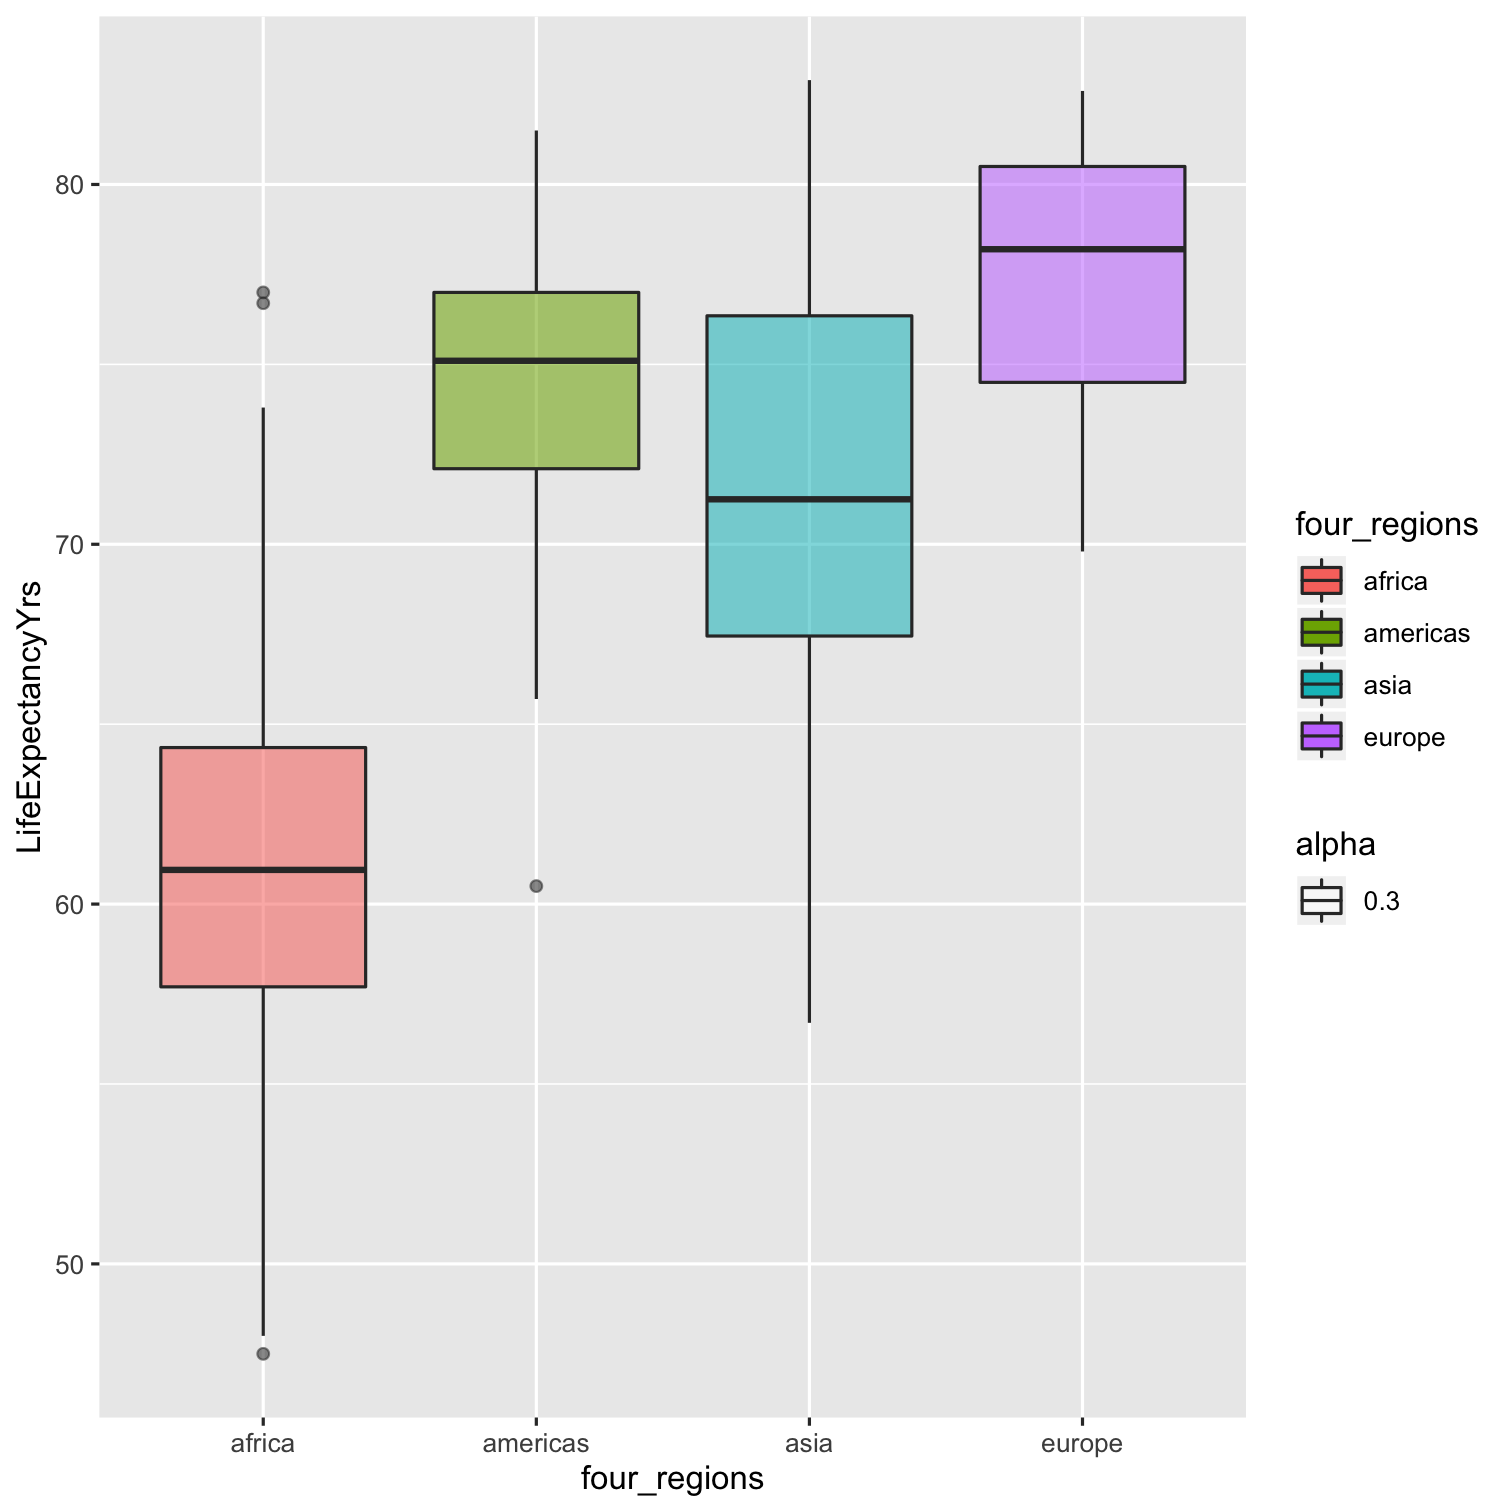 LifeExpectancyYrs
80
70
60
50
africa
americas
asia
europe
four_regions
four_regions
africa
americas
asia
europe
alpha
0.3